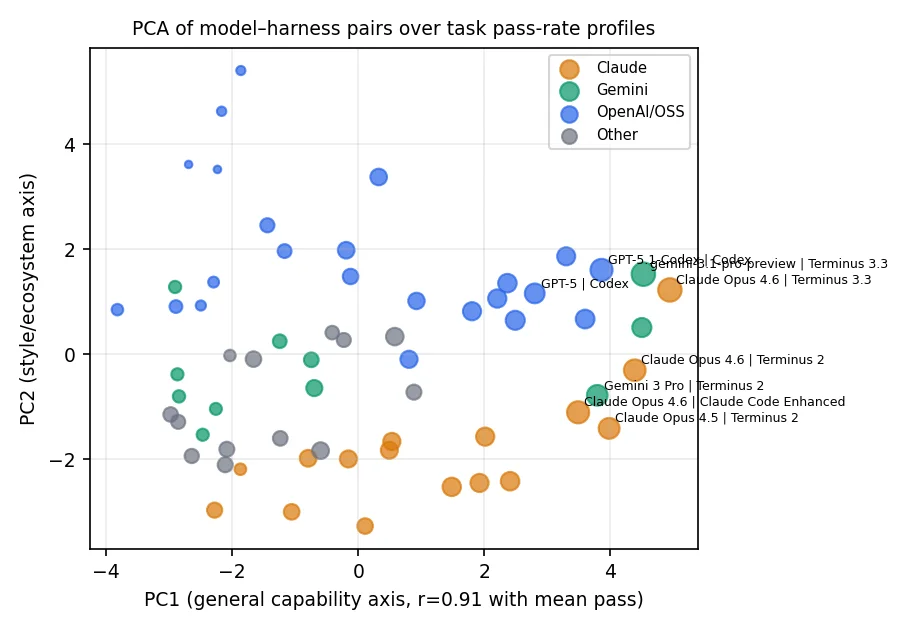 PCA of model–harness pairs over task pass-rate profiles
Claude
Gemini
OpenAI/OSS
Other
4
2
0
−2
PC2 (style/ecosystem axis)
GPT-5.1-Codex | Codex
gemini-3.1-pro-preview | Terminus 3.3
Claude Opus 4.6 | Terminus 3.3
GPT-5 | Codex
Claude Opus 4.6 | Terminus 2
Gemini 3 Pro | Terminus 2
Claude Opus 4.6 | Claude Code Enhanced
Claude Opus 4.5 | Terminus 2
−4
−2
0
2
4
PC1 (general capability axis, r=0.91 with mean pass)